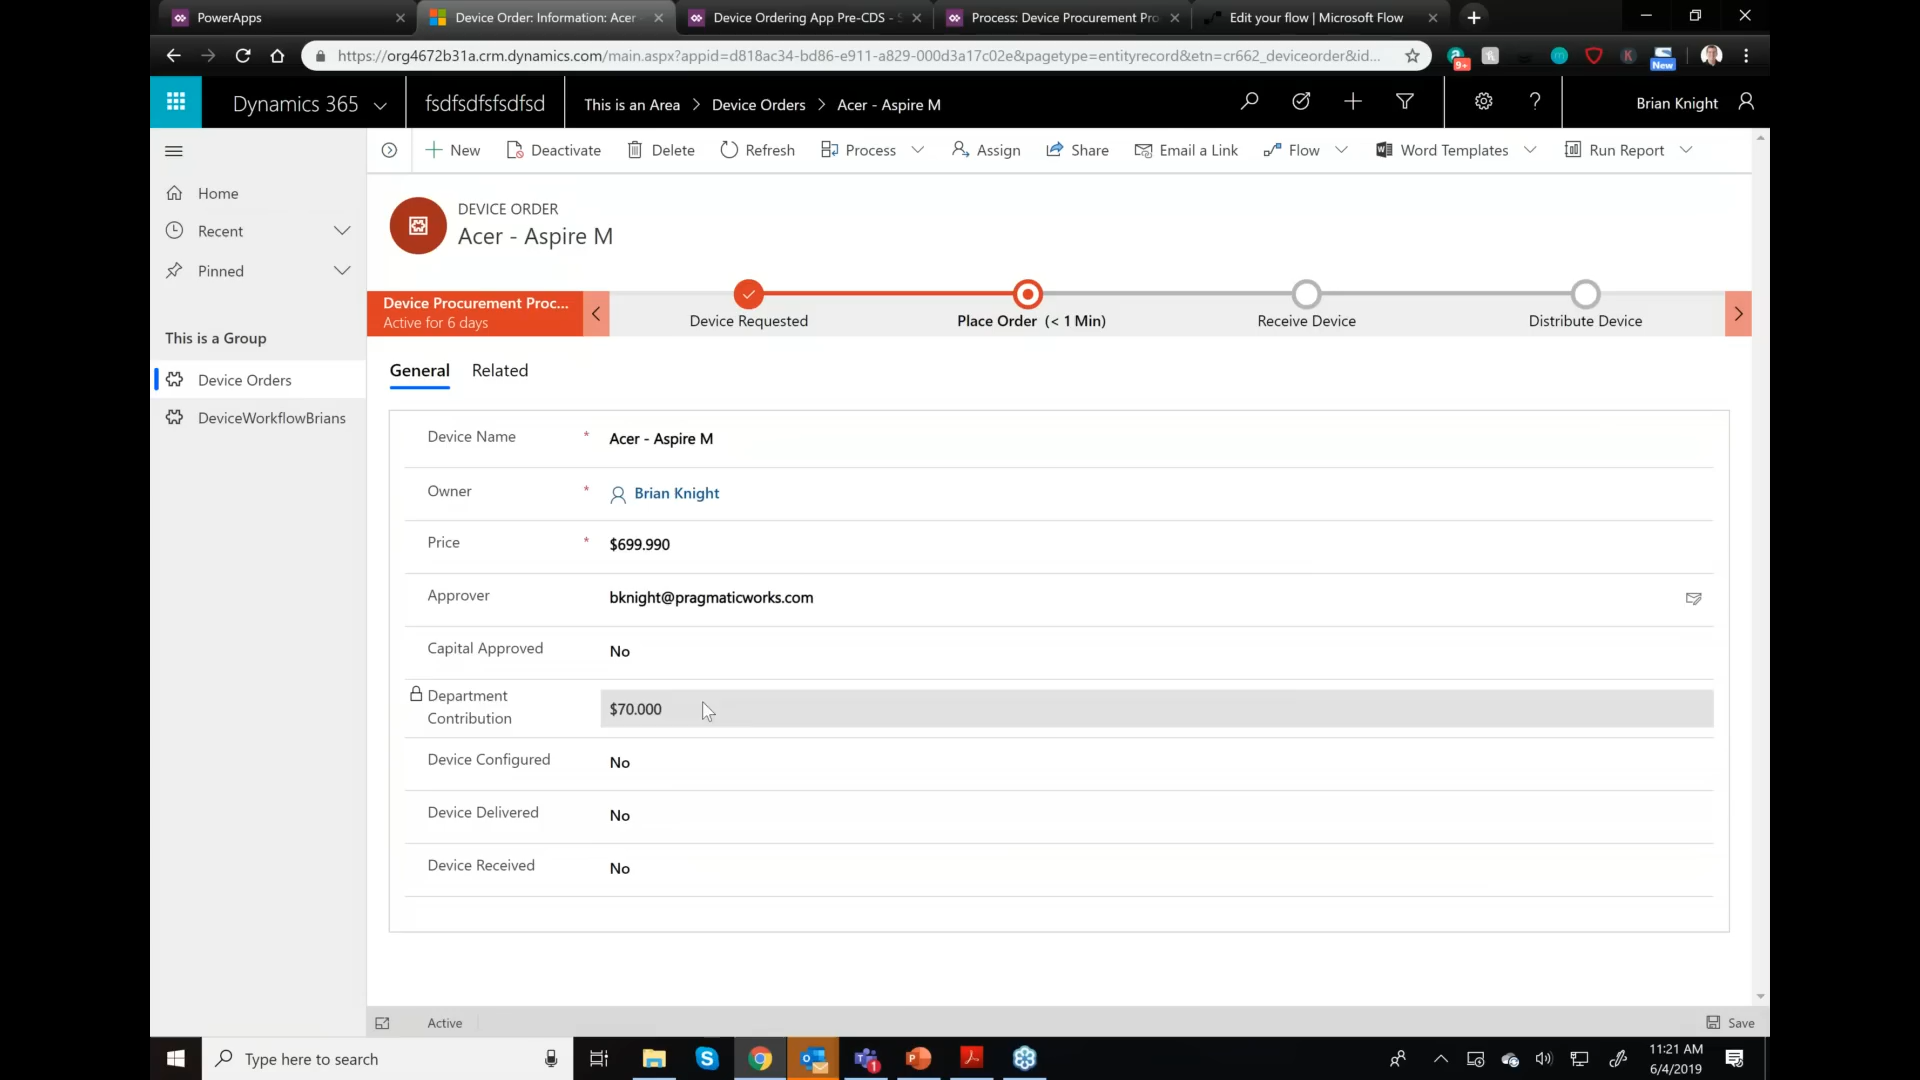 PowerApps
Device Order: Information: Acer
Device Ordering App Pre-CDS - S
Process: Device Procurement Pro
Edit your flow | Microsoft Flow
https://org4672b31a.crm.dynamics.com/main.aspx?appid=d818ac34-bd86-e911-a829-000d3a17c02e&pagetype=entityrecord&etn=cr662_deviceorder&id...
9+
K
New
Dynamics 365
fsdfsdfsfsdfsd
This is an Area > Device Orders > Acer - Aspire M
Brian Knight
New
Deactivate
Delete
Refresh
Process
Assign
Share
Email a Link
Flow
Word Templates
Run Report
Home
Recent
Pinned
This is a Group
Device Orders
DeviceWorkflowBrians
DEVICE ORDER
Acer - Aspire M
Device Procurement Proc...
Active for 6 days
Device Requested
Place Order (< 1 Min)
Receive Device
Distribute Device
General
Related
Device Name * Acer - Aspire M
Owner * Brian Knight
Price * $699.990
Approver bknight@pragmaticworks.com
Capital Approved No
Department
Contribution
$70.000
Device Configured No
Device Delivered No
Device Received No
Active
Save
Type here to search
1
11:21 AM
6/4/2019